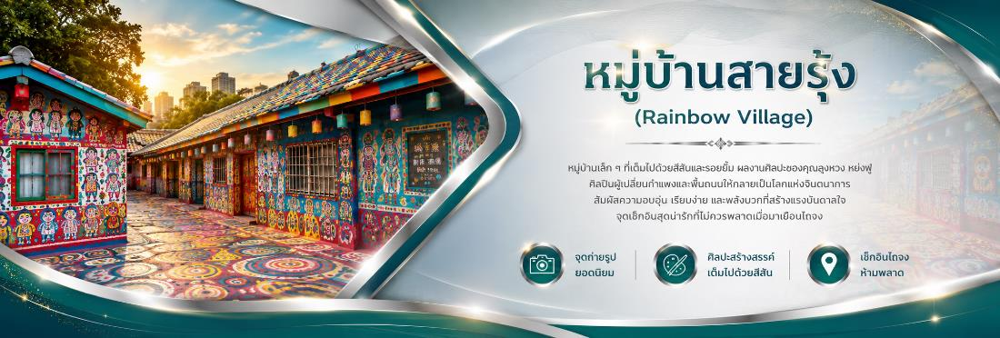 หมู่บ้านสายรุ้ง
(Rainbow Village)
หมู่บ้านเล็ก ๆ ที่เต็มไปด้วยสีสันและรอยยิ้ม ผลงานศิลปะของคุณลุงหวง หย่งฟู่
ศิลปินผู้เปลี่ยนกำแพงและพื้นถนนให้กลายเป็นโลกแห่งจินตนาการ
สัมผัสความอบอุ่น เรียบง่าย และพลังบวกที่สร้างแรงบันดาลใจ
จุดเช็กอินสุดน่ารักที่ไม่ควรพลาดเมื่อมาเยือนไถจง
จุดถ่ายรูป
ยอดนิยม
ศิลปะสร้างสรรค์
เต็มไปด้วยสีสัน
เช็กอินไถจง
ห้ามพลาด